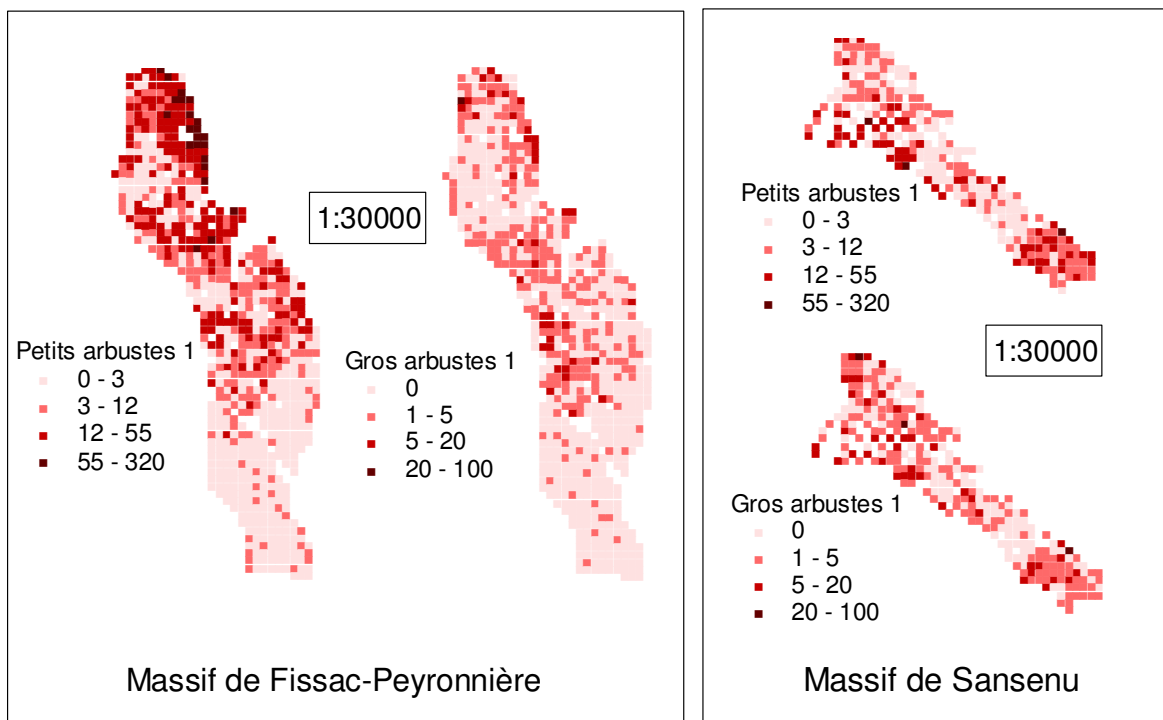 1:30000
Petits arbustes 1
0 - 3
3 - 12
12 - 55
55 - 320
Gros arbustes 1
0
1 - 5
5 - 20
20 - 100
Massif de Fissac-Peyronnière
Petits arbustes 1
0 - 3
3 - 12
12 - 55
55 - 320
1:30000
Gros arbustes 1
0
1 - 5
5 - 20
20 - 100
Massif de Sansenu